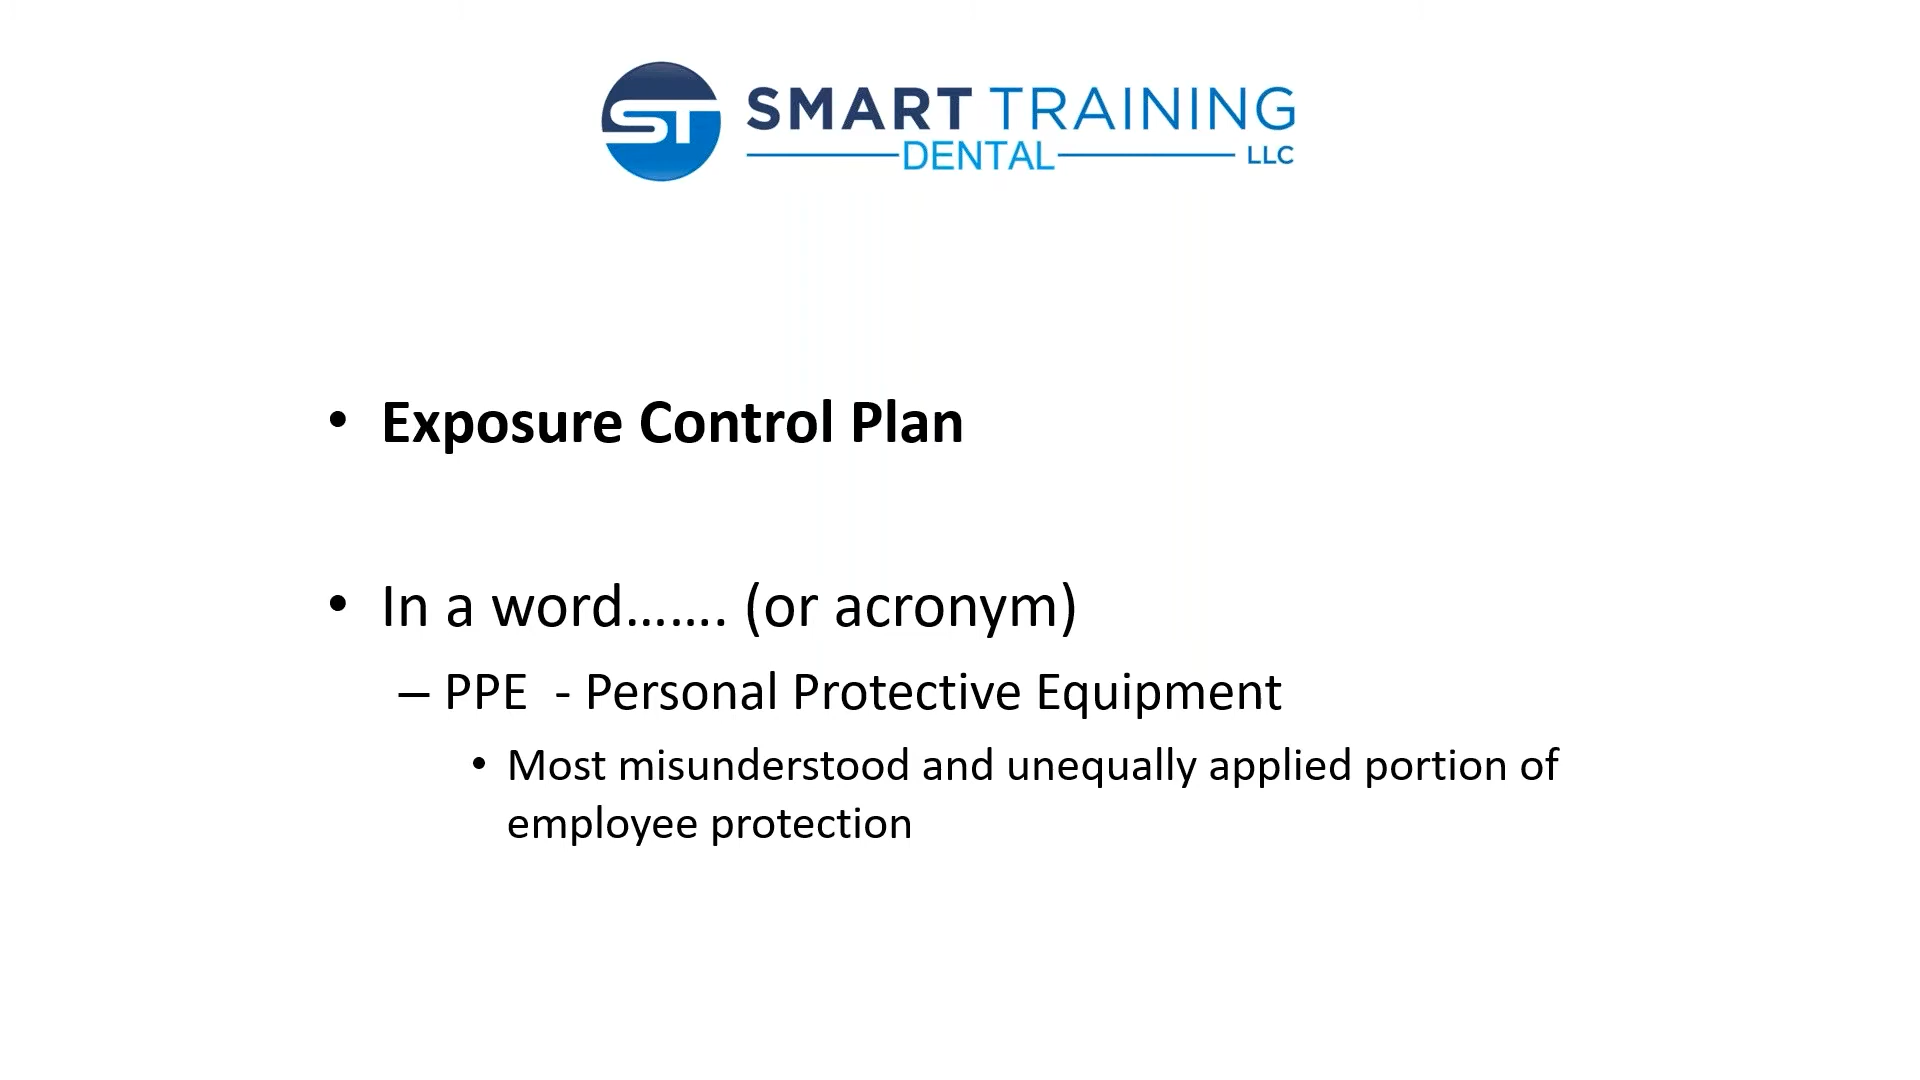 ST SMART TRAINING
DENTAL LLC
• Exposure Control Plan
• In a word……. (or acronym)
– PPE  - Personal Protective Equipment
• Most misunderstood and unequally applied portion of
employee protection